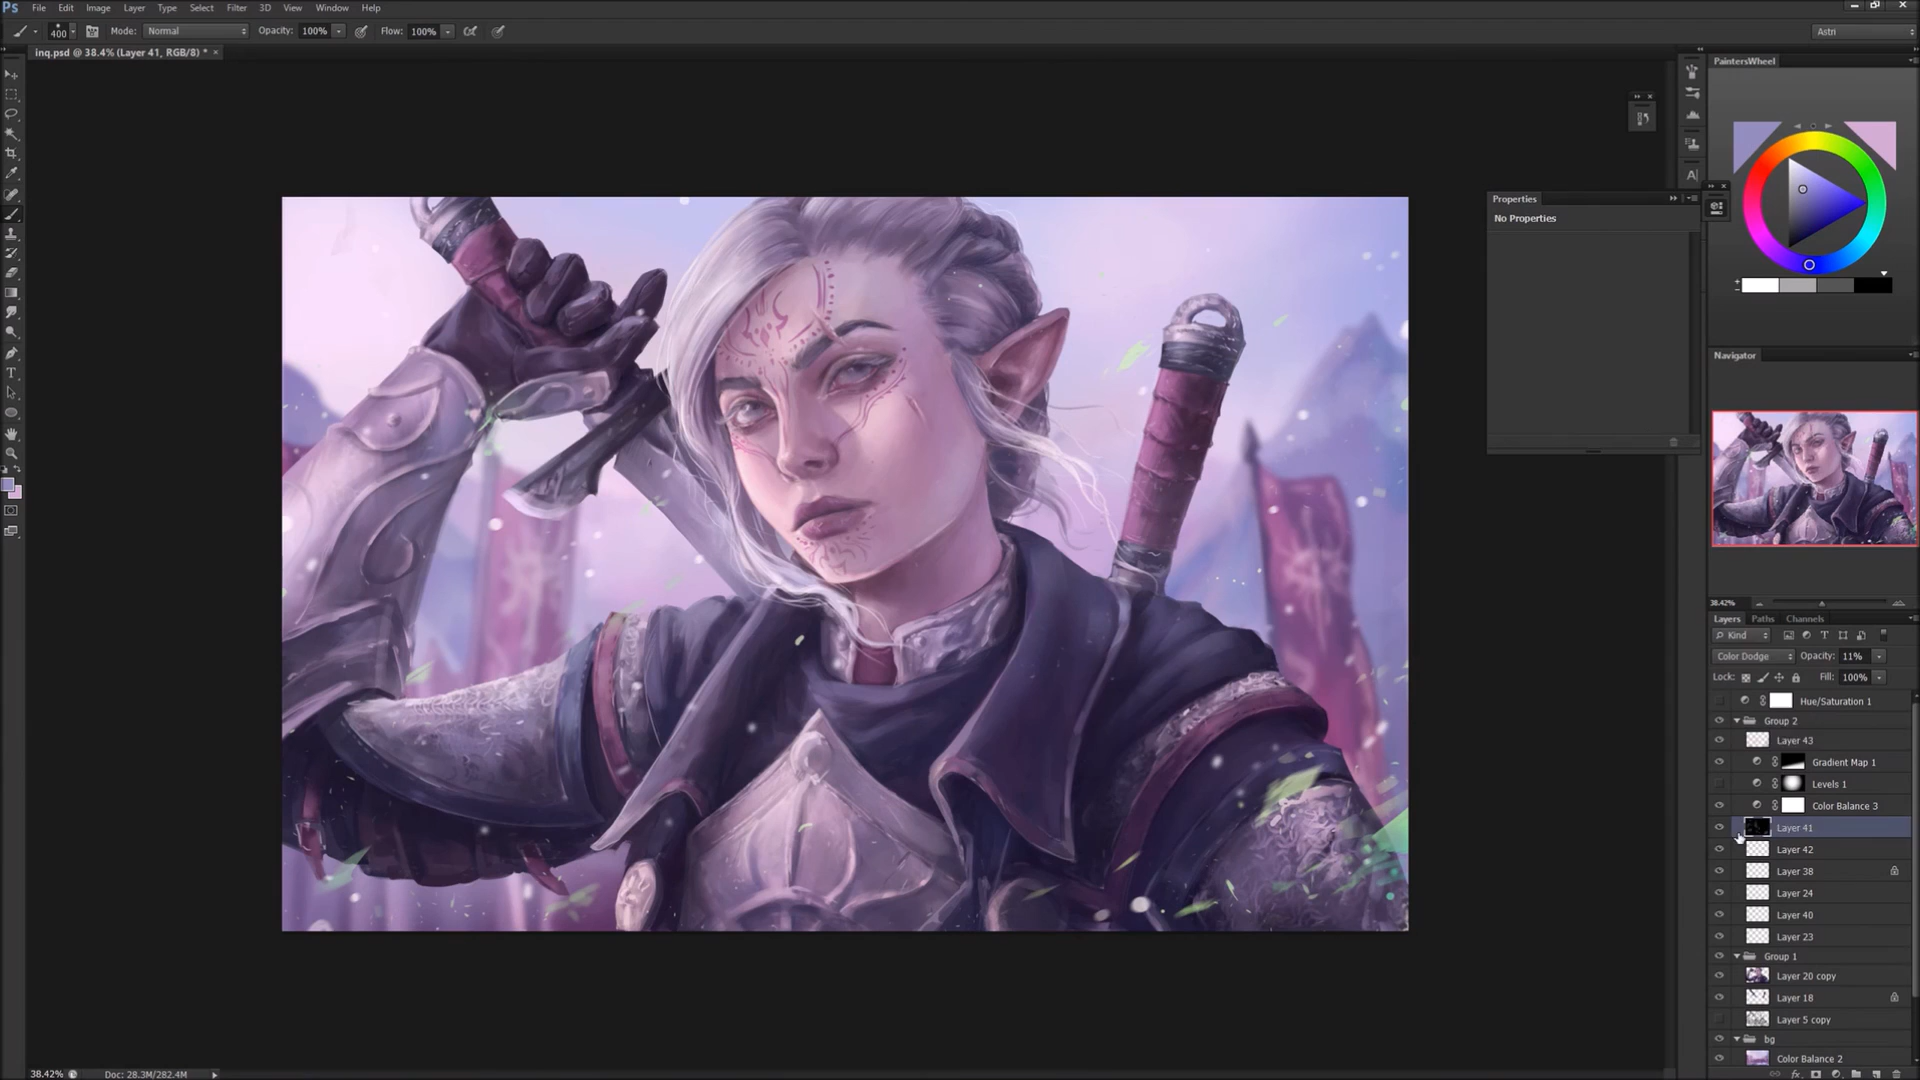 Ps File Edit Image Layer Type Select Filter 3D View Window Help
400 Mode: Normal Opacity: 100% Flow: 100% Astri
inq.psd @ 38.4% (Layer 41, RGB/8) * ×
PaintersWheel
Properties
No Properties
Navigator
38.42%
Layers Paths Channels
Kind
Color Dodge Opacity: 11%
Lock: Fill: 100%
Hue/Saturation 1
Group 2
Layer 43
Gradient Map 1
Levels 1
Color Balance 3
Layer 41
Layer 42
Layer 38
Layer 24
Layer 40
Layer 23
Group 1
Layer 20 copy
Layer 18
Layer 5 copy
bg
Color Balance 2
38.42% Doc: 28.3M/282.4M
fx